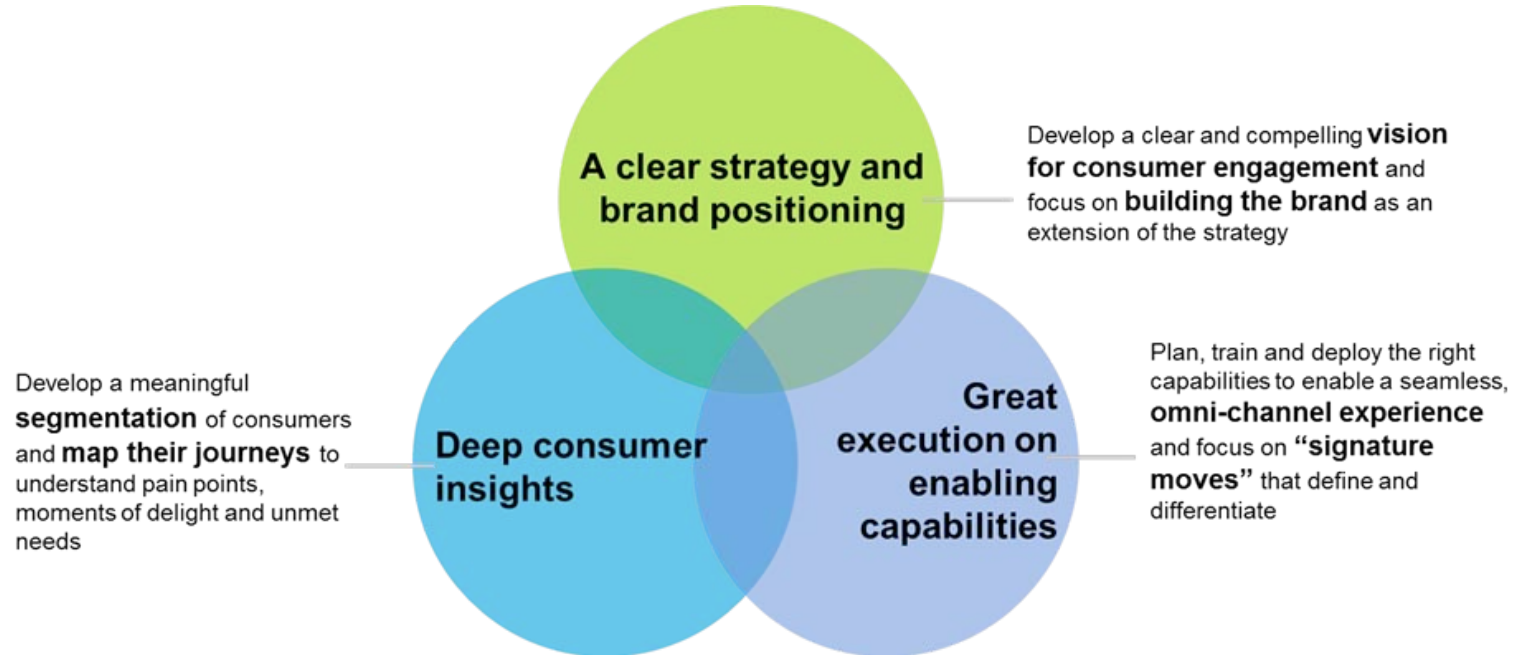 A clear strategy and
brand positioning
Develop a clear and compelling vision
for consumer engagement and
focus on building the brand as an
extension of the strategy
Develop a meaningful
segmentation of consumers
and map their journeys to
understand pain points,
moments of delight and unmet
needs
Deep consumer
insights
Great
execution on
enabling
capabilities
Plan, train and deploy the right
capabilities to enable a seamless,
omni-channel experience
and focus on “signature
moves” that define and
differentiate